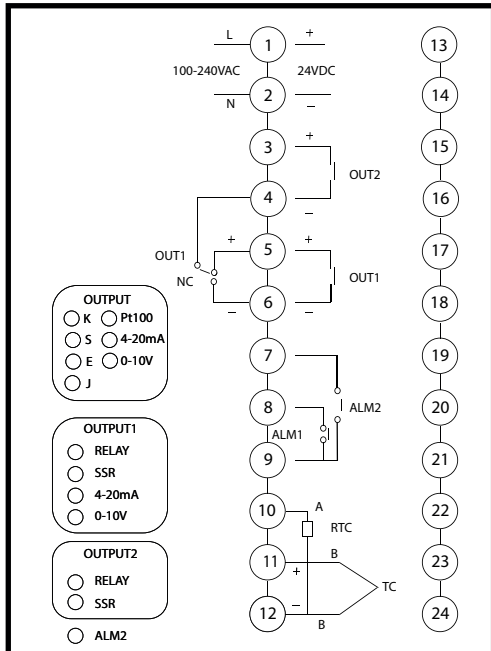 L 1 + 13
100-240VAC 24VDC
N 2 − 14
3 + 15
OUT2
4 − 16
OUT1 + 5 + 17
NC OUT1
− 6 − 18
OUTPUT
K Pt100
S 4-20mA
E 0-10V
J
7 19
8 ALM2 20
ALM1
9 21
OUTPUT1
RELAY
SSR
4-20mA
0-10V
10 A 22
RTC
11 B 23
+
TC
−
12 B 24
OUTPUT2
RELAY
SSR
ALM2